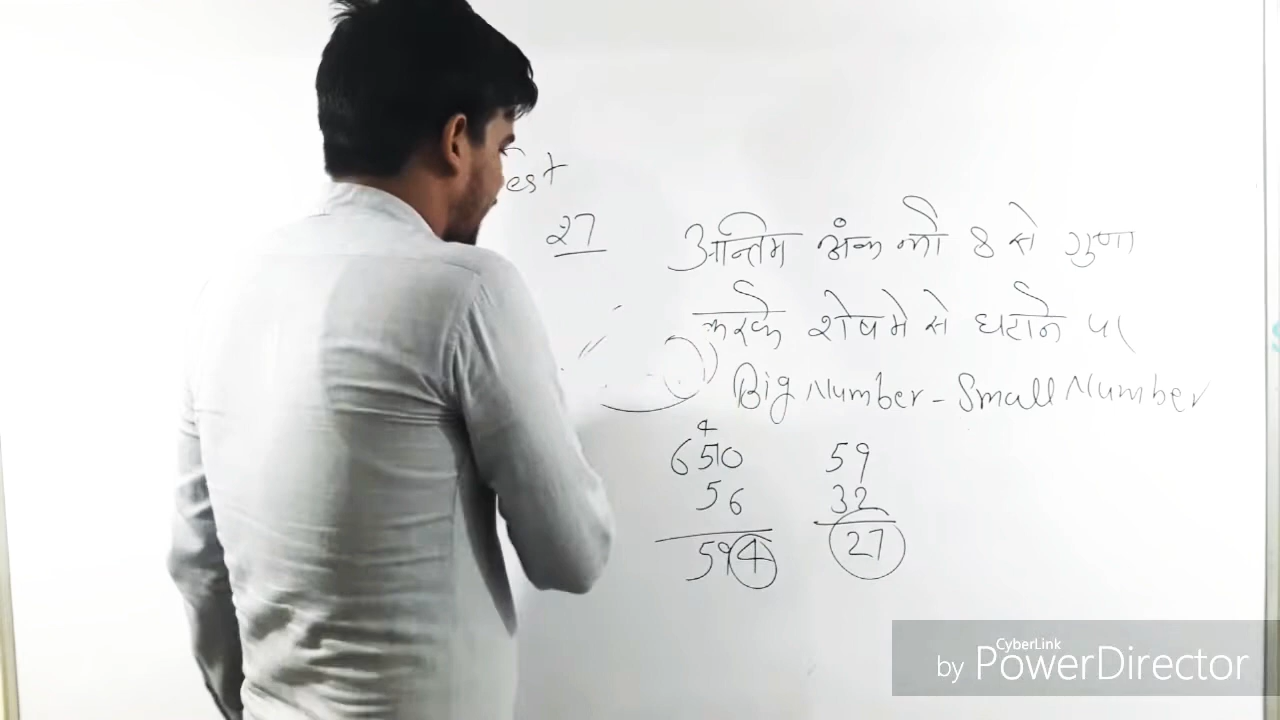 est
27
अन्तिम अंक को 8 से गुणा
करके शेष मे से घटाने पर
Big Number - Small Number
4
650 59
56 32
594 27
CyberLink
by PowerDirector